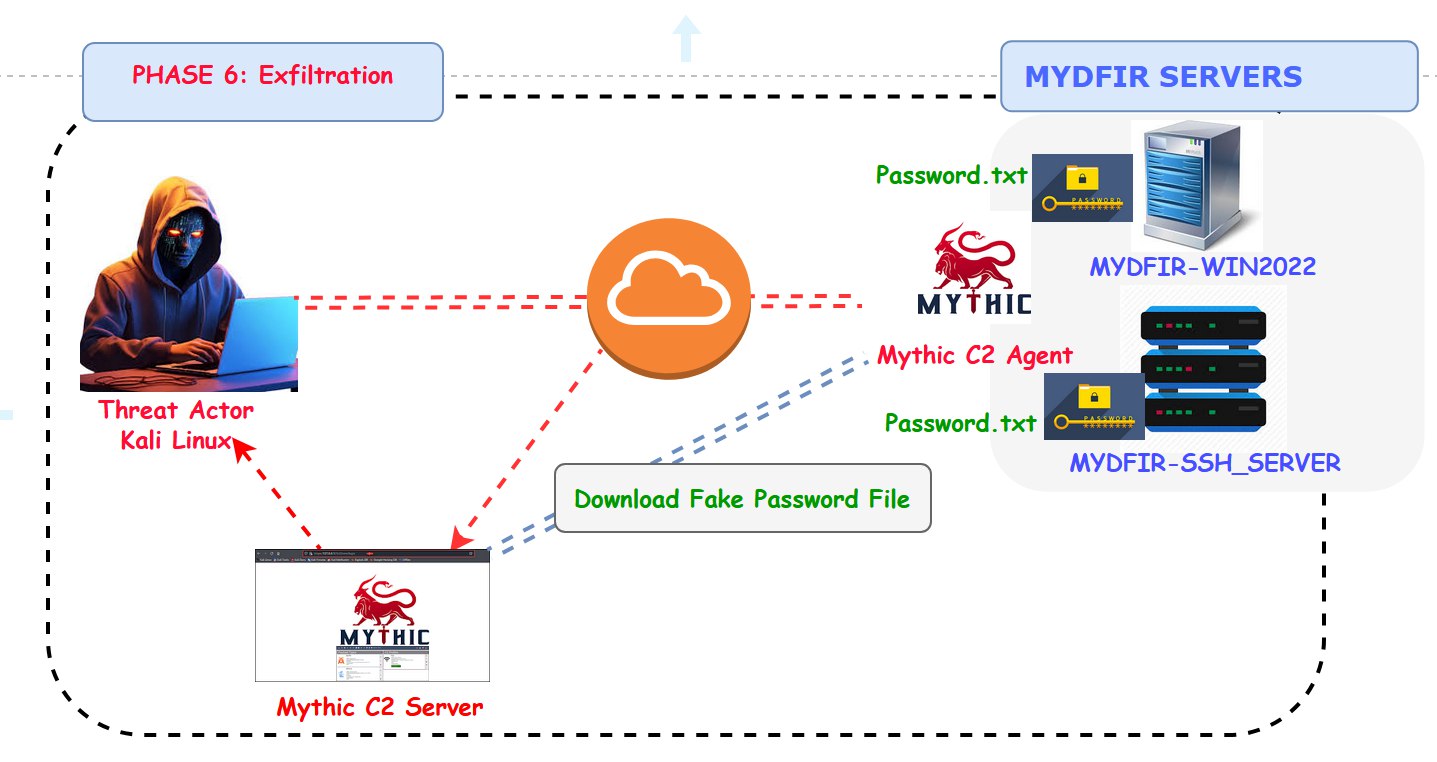 PHASE 6: Exfiltration
MYDFIR SERVERS
Password.txt
PASSWORD
MYDFIR-WIN2022
MYTHIC
Mythic C2 Agent
Password.txt
PASSWORD
MYDFIR-SSH_SERVER
Threat Actor
Kali Linux
Download Fake Password File
MYTHIC
Mythic C2 Server